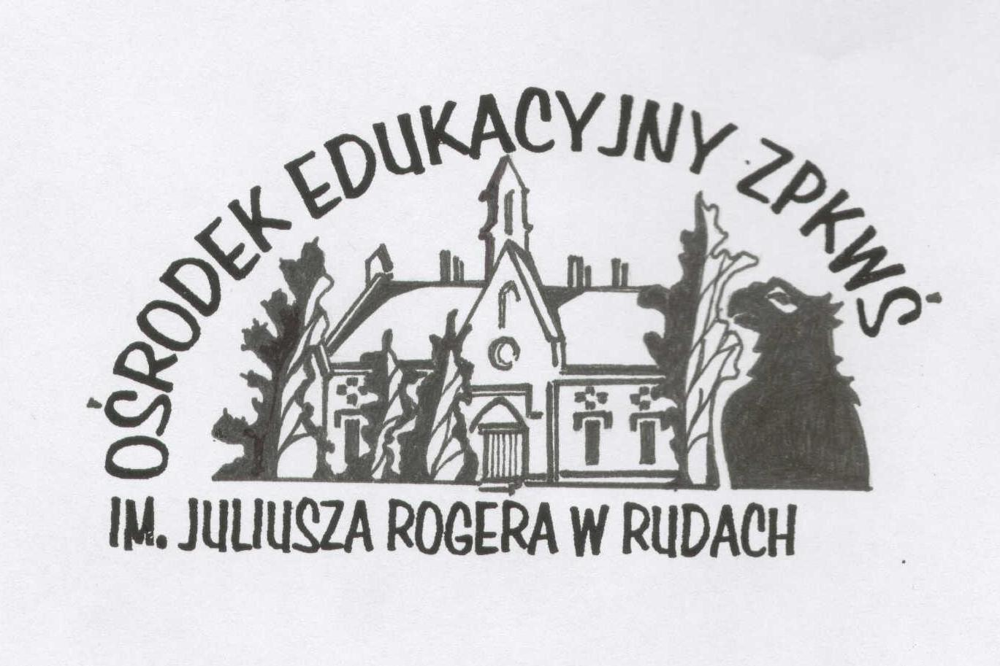 OŚRODEK EDUKACYJNY ZPKWŚ
IM. JULIUSZA ROGERA W RUDACH